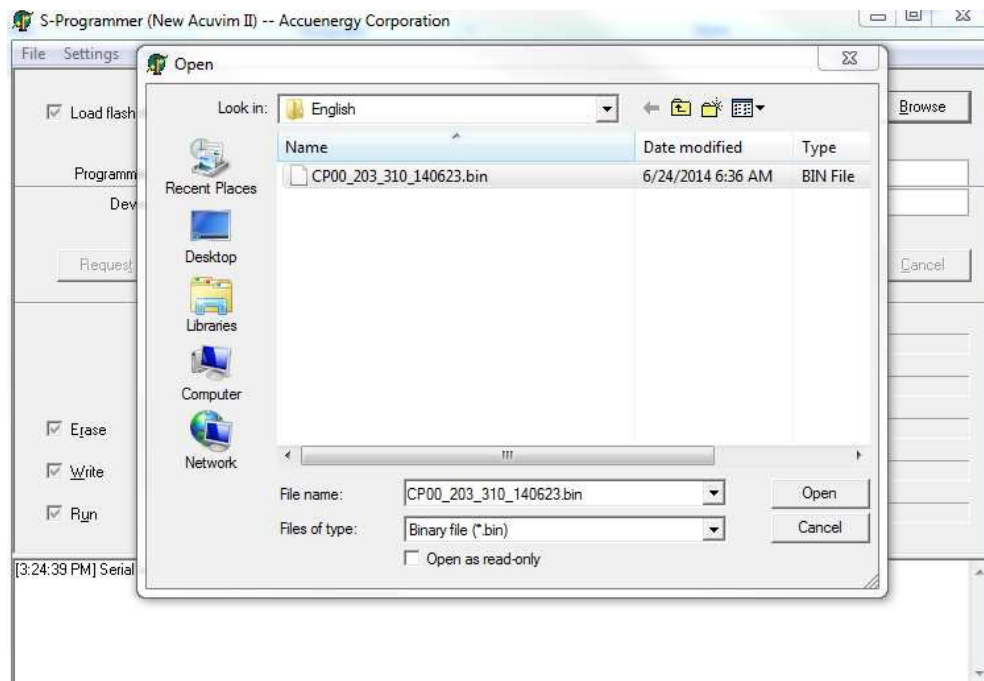 S-Programmer (New Acuvim II) -- Accuenergy Corporation
File Settings
Open
Load flash
Look in: English
Browse
Name Date modified Type
CP00_203_310_140623.bin 6/24/2014 6:36 AM BIN File
Programm
Recent Places
Dev
Desktop
Request
Cancel
Libraries
Computer
Erase
Network
Write
File name: CP00_203_310_140623.bin Open
Run
Files of type: Binary file (*.bin) Cancel
Open as read-only
[3:24:39 PM] Serial